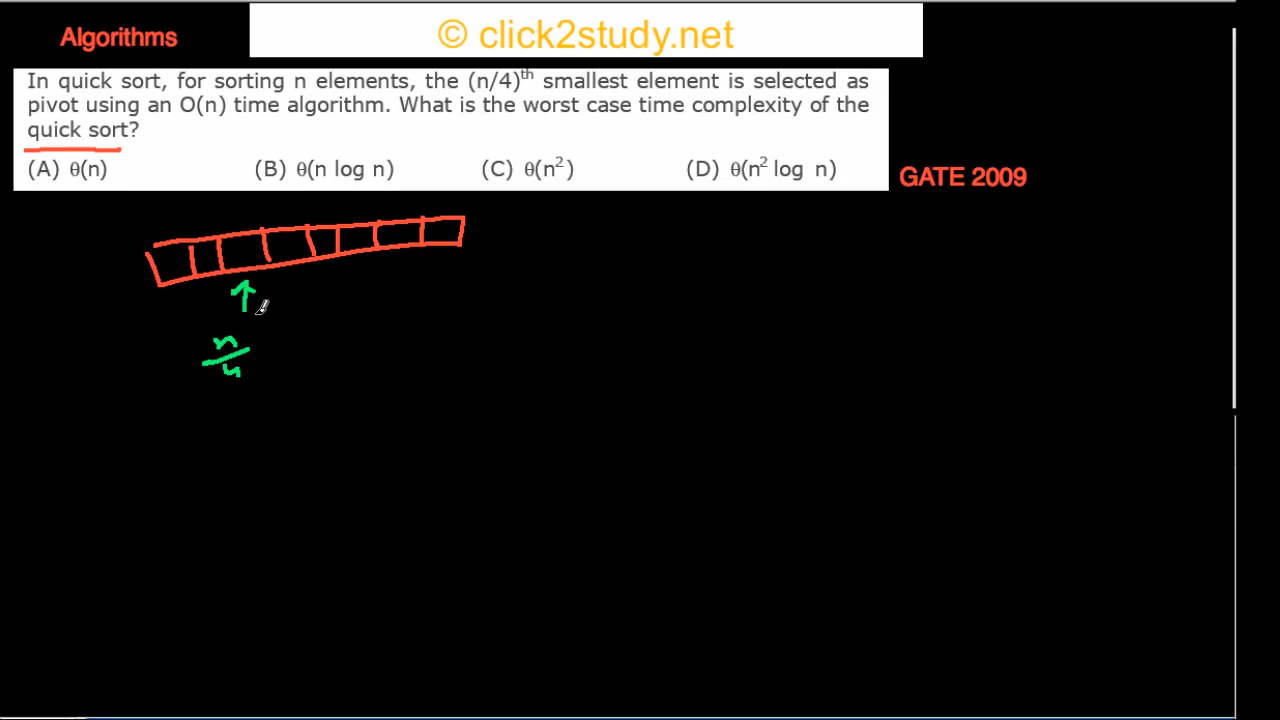 Algorithms
© click2study.net
In quick sort, for sorting n elements, the (n/4)th smallest element is selected as
pivot using an O(n) time algorithm. What is the worst case time complexity of the
quick sort?
(A) θ(n) (B) θ(n log n) (C) θ(n²) (D) θ(n² log n)
GATE 2009
n/4